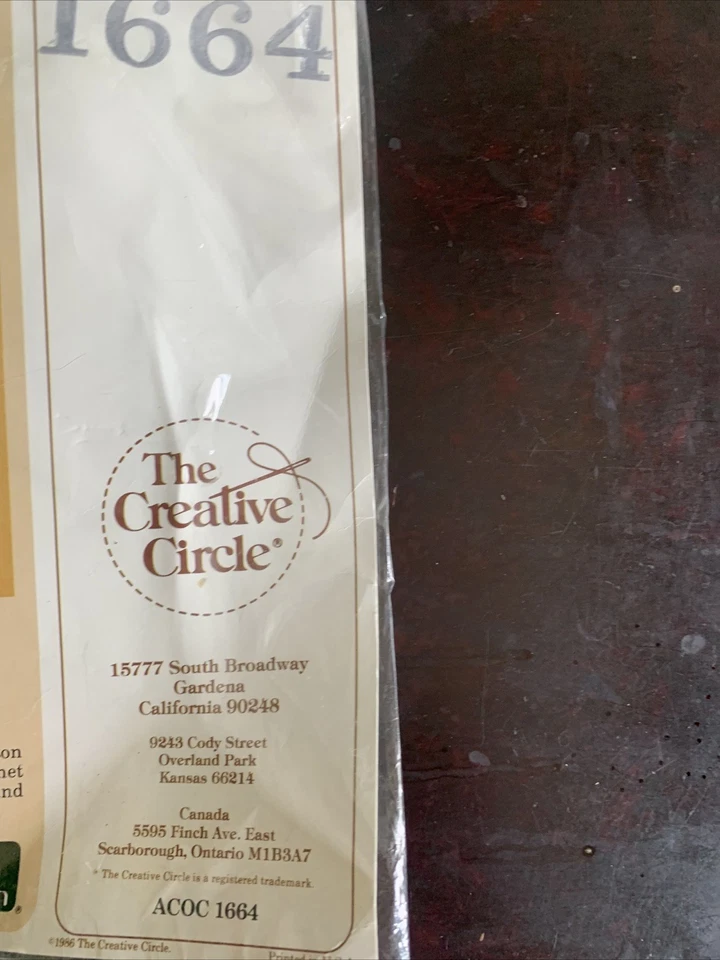 1664
The
Creative
Circle®
15777 South Broadway
Gardena
California 90248
9243 Cody Street
Overland Park
Kansas 66214
Canada
5595 Finch Ave. East
Scarborough, Ontario M1B3A7
® The Creative Circle is a registered trademark.
ACOC 1664
©1986 The Creative Circle.
Printed in
on
net
nd
®